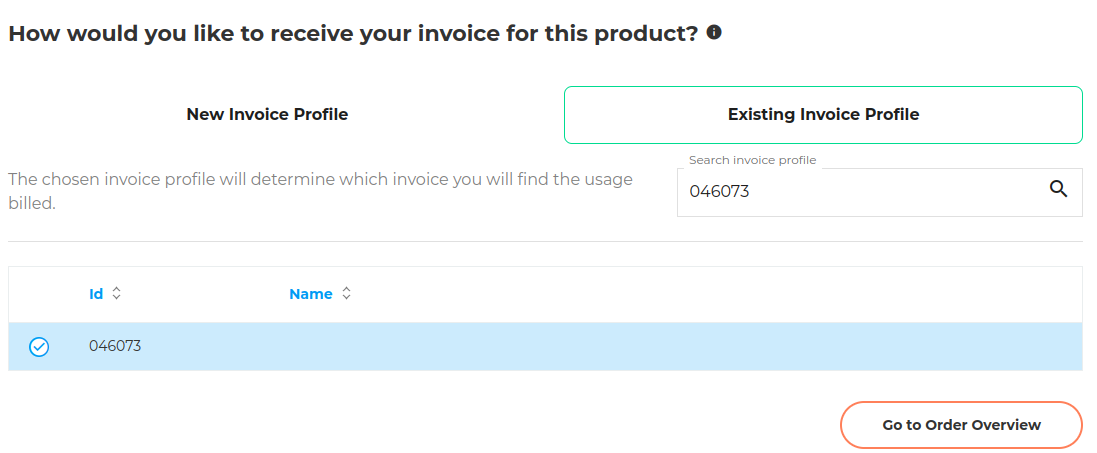 How would you like to receive your invoice for this product?
New Invoice Profile
Existing Invoice Profile
Search invoice profile
The chosen invoice profile will determine which invoice you will find the usage
billed.
046073
Id
Name
046073
Go to Order Overview